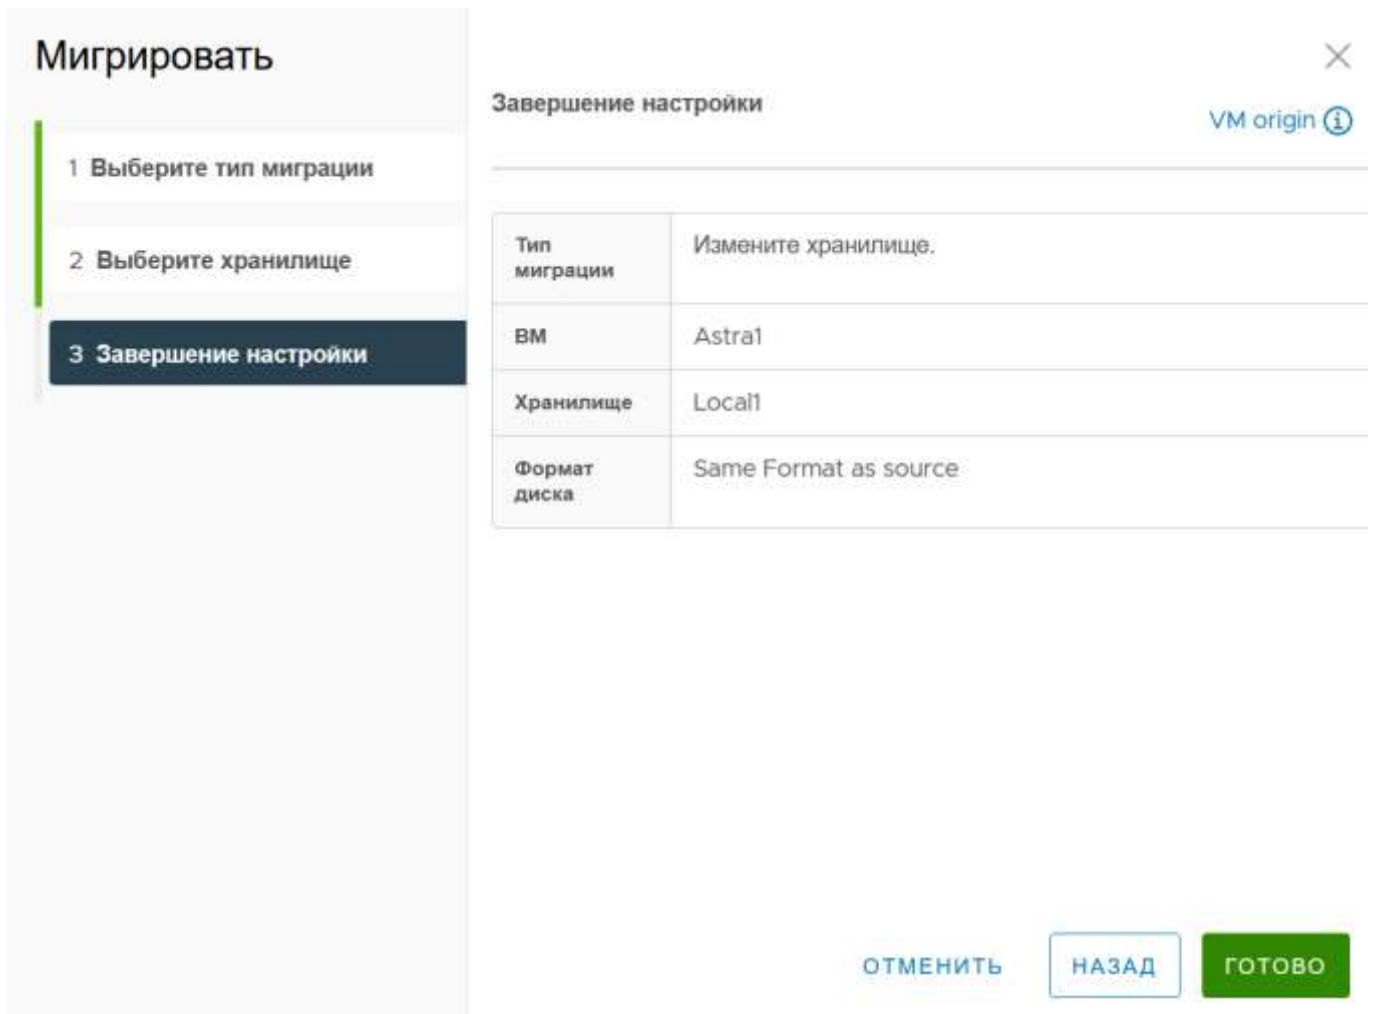 Мигрировать
1 Выберите тип миграции
2 Выберите хранилище
3 Завершение настройки
Завершение настройки
VM origin
Тип
миграции
Измените хранилище.
ВМ
Astra1
Хранилище
Local1
Формат
диска
Same Format as source
ОТМЕНИТЬ
НАЗАД
ГОТОВО